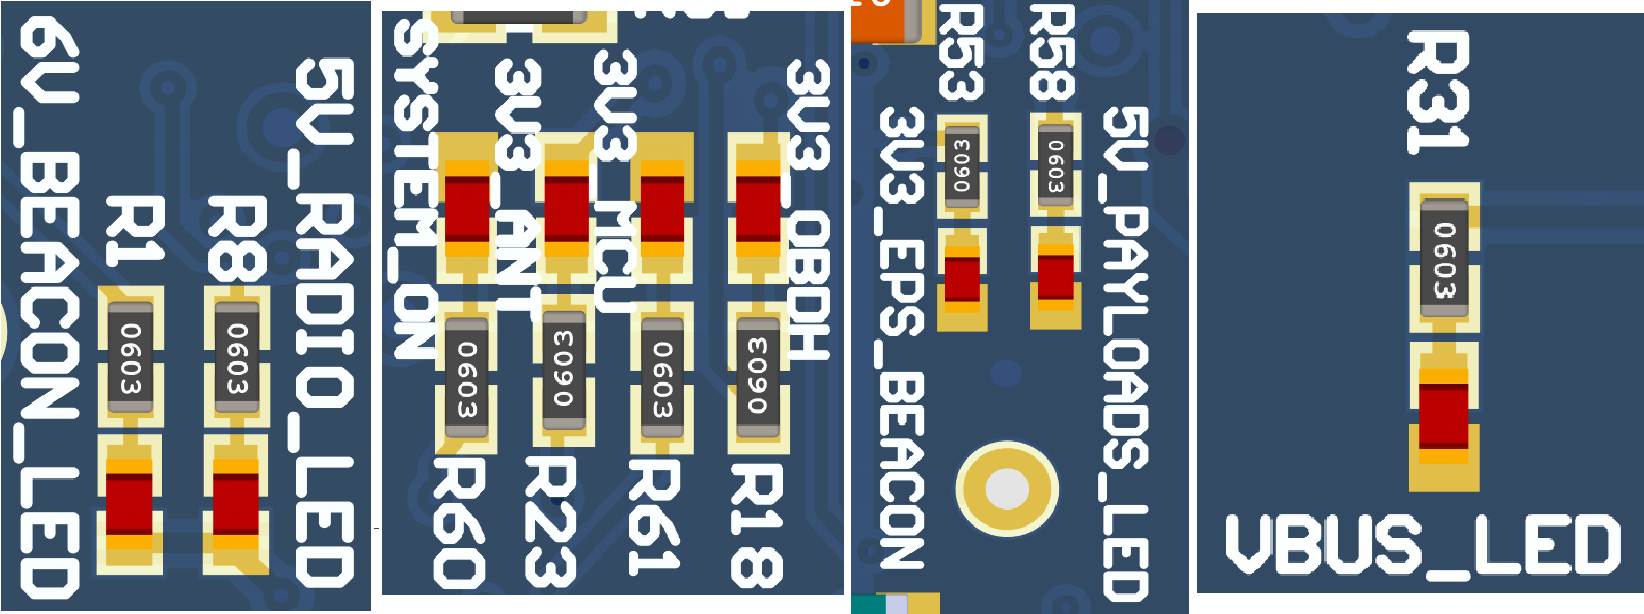 6V_BEACON_LED
R1
0603
R8
0603
5V_RADIO_LED
SYSTEM_ON
3V3_ANT
3V3_MCU
3V3_OBDH
0603
0603
0603
0603
R60
R23
R61
R18
R53
R58
0603
0603
3V3_EPS_BEACON
5V_PAYLOADS_LED
R31
0603
VBUS_LED